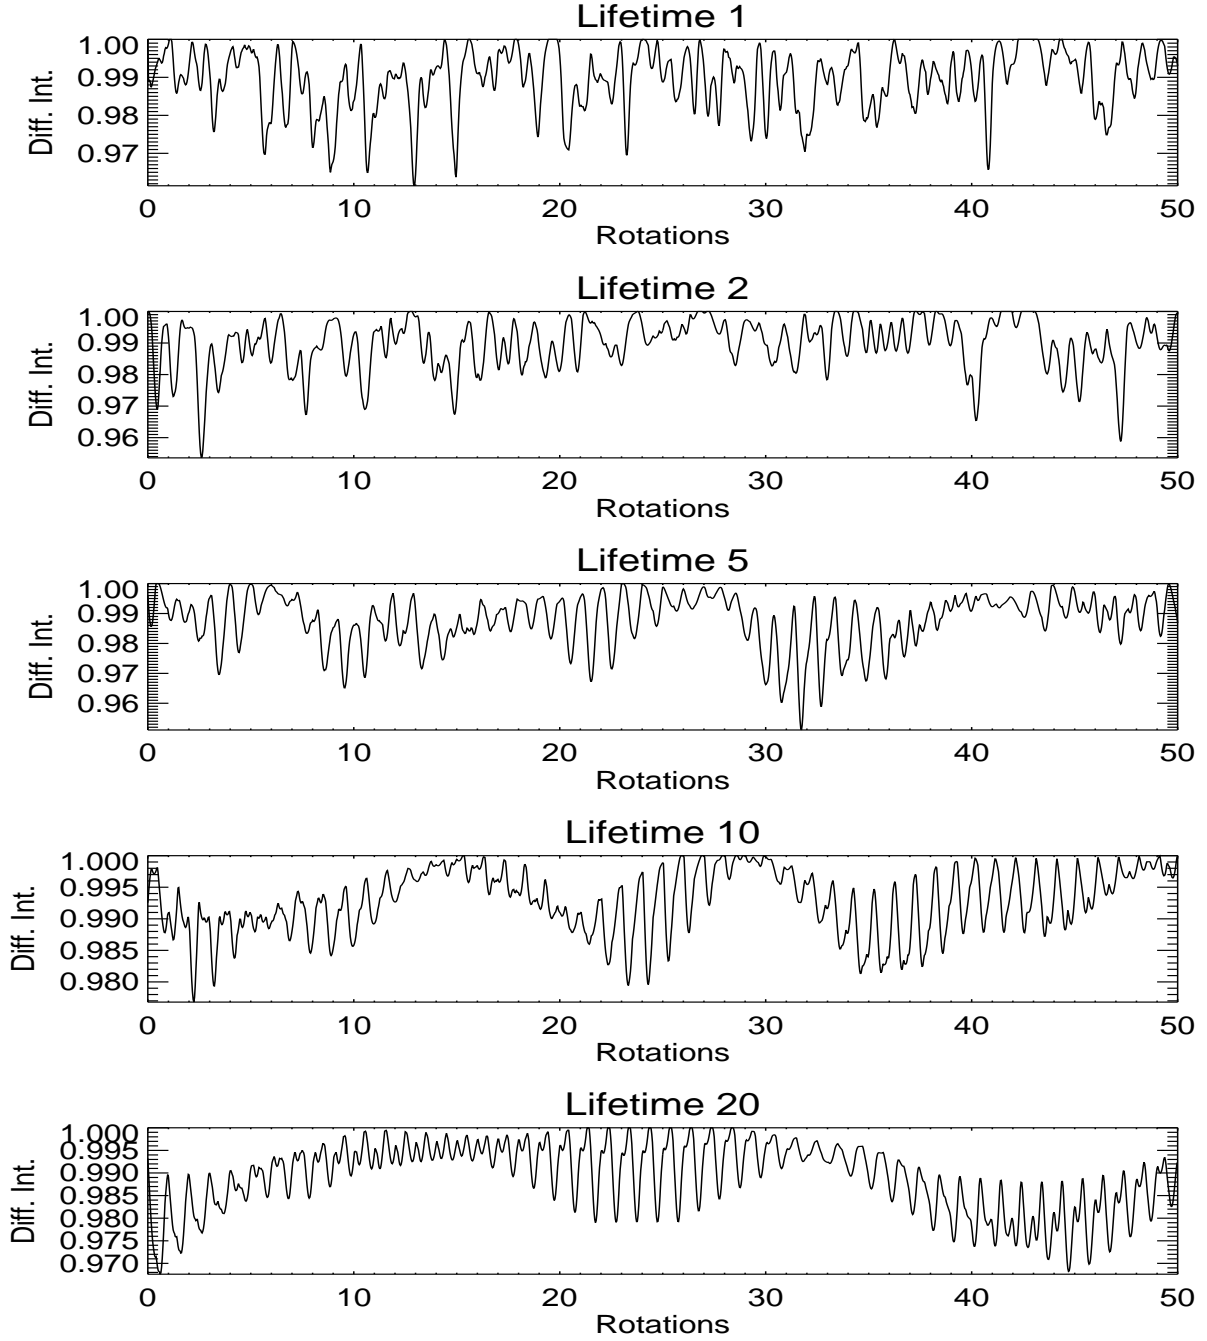 Lifetime 1
1.00
0.99
0.98
0.97
Diff. Int.
0 10 20 30 40 50
Rotations
Lifetime 2
1.00
0.99
0.98
0.97
0.96
Diff. Int.
0 10 20 30 40 50
Rotations
Lifetime 5
1.00
0.99
0.98
0.97
0.96
Diff. Int.
0 10 20 30 40 50
Rotations
Lifetime 10
1.000
0.995
0.990
0.985
0.980
Diff. Int.
0 10 20 30 40 50
Rotations
Lifetime 20
1.000
0.995
0.990
0.985
0.980
0.975
0.970
Diff. Int.
0 10 20 30 40 50
Rotations